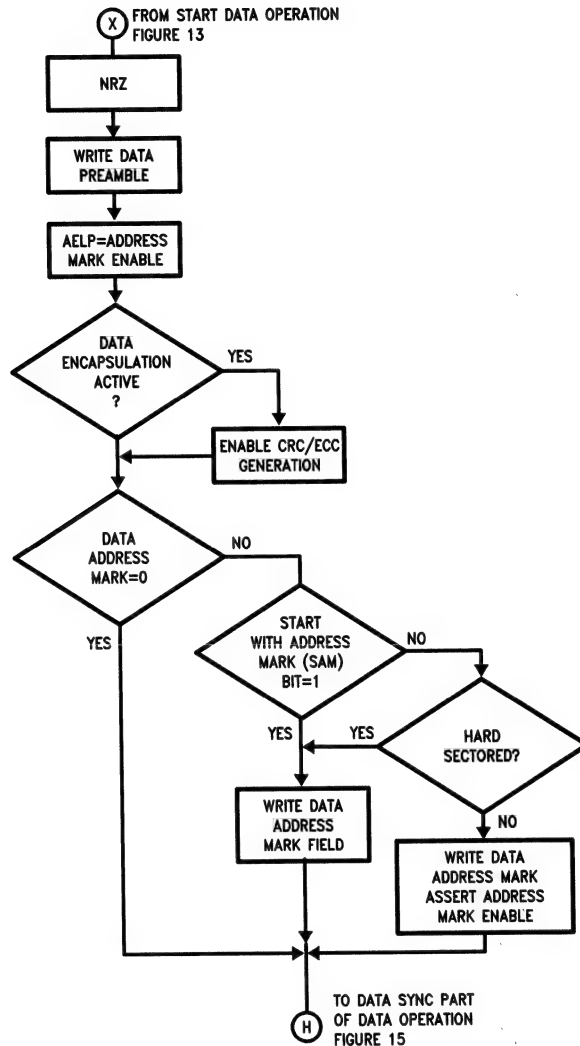 X
FROM START DATA OPERATION
FIGURE 13
NRZ
WRITE DATA
PREAMBLE
AELP=ADDRESS
MARK ENABLE
DATA
ENCAPSULATION
ACTIVE
?
YES
ENABLE CRC/ECC
GENERATION
DATA
ADDRESS
MARK=0
NO
YES
START
WITH ADDRESS
MARK (SAM)
BIT=1
NO
YES
YES
HARD
SECTORED?
NO
WRITE DATA
ADDRESS
MARK FIELD
WRITE DATA
ADDRESS MARK
ASSERT ADDRESS
MARK ENABLE
H
TO DATA SYNC PART
OF DATA OPERATION
FIGURE 15